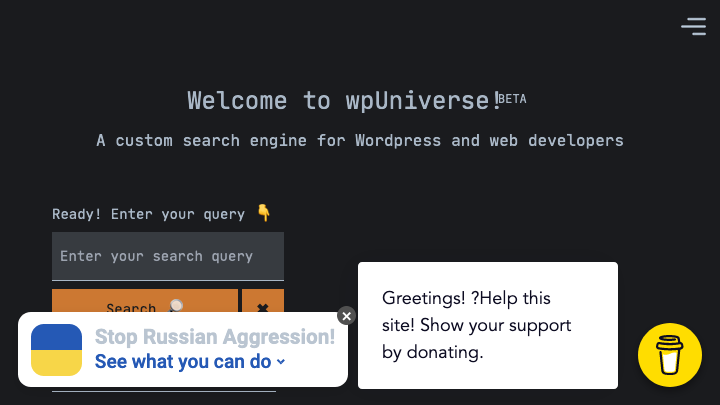 Welcome to wpUniverse!BETA
A custom search engine for Wordpress and web developers
Ready! Enter your query 👇
Enter your search query
Search 🔎 ✖
Stop Russian Aggression!
See what you can do
Greetings! ?Help this
site! Show your support
by donating.